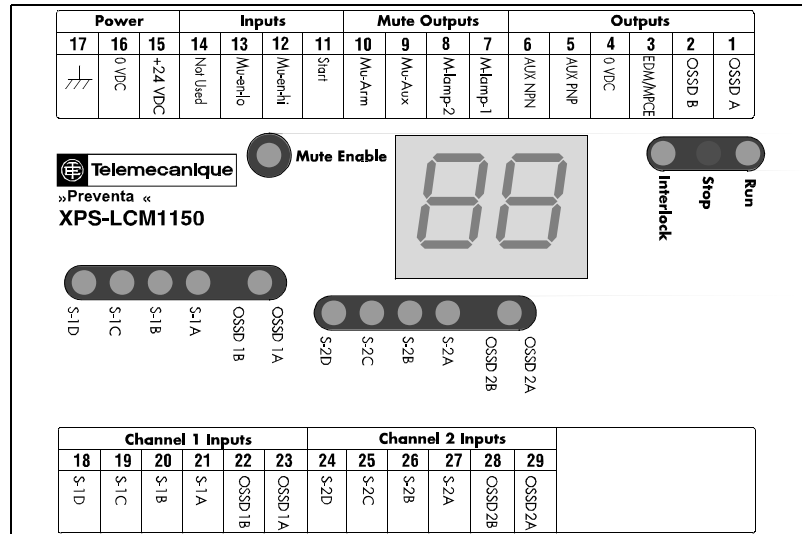 Power Inputs Mute Outputs Outputs
17 16 15 14 13 12 11 10 9 8 7 6 5 4 3 2 1
0 VDC +24 VDC Not Used Mu-en-lo Mu-en-hi Start Mu-Arm Mu-Aux M-lamp-2 M-lamp-1 AUX NPN AUX PNP 0 VDC EDM/MPCE OSSD B OSSD A
Telemecanique
Mute Enable
88
Interlock Stop Run
»Preventa «
XPS-LCM1150
S-1D S-1C S-1B S-1A OSSD 1B OSSD 1A
S-2D S-2C S-2B S-2A OSSD 2B OSSD 2A
Channel 1 Inputs Channel 2 Inputs
18 19 20 21 22 23 24 25 26 27 28 29
S-1D S-1C S-1B S-1A OSSD1B OSSD1A S-2D S-2C S-2B S-2A OSSD2B OSSD2A